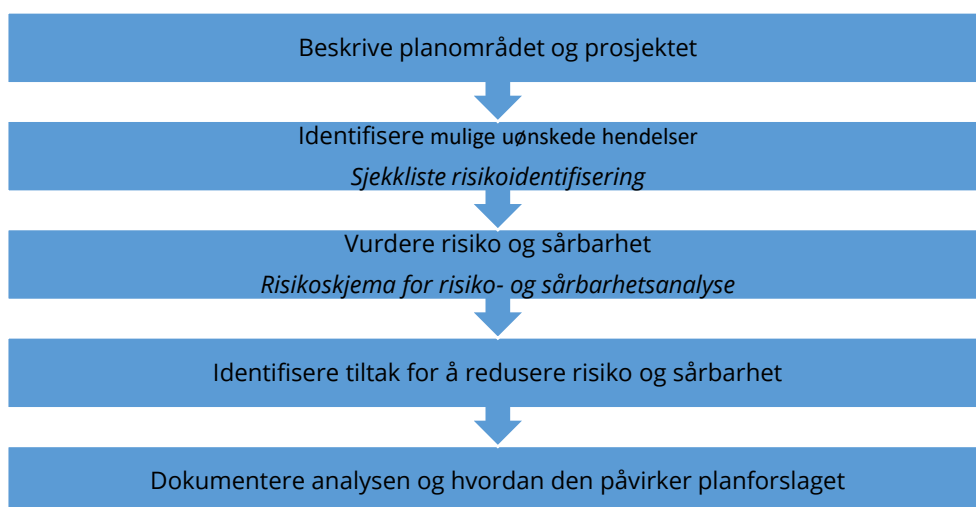 Beskrive planområdet og prosjektet
Identifisere mulige uønskede hendelser
Sjekkliste risikoidentifisering
Vurdere risiko og sårbarhet
Risikoskjema for risiko- og sårbarhetsanalyse
Identifisere tiltak for å redusere risiko og sårbarhet
Dokumentere analysen og hvordan den påvirker planforslaget